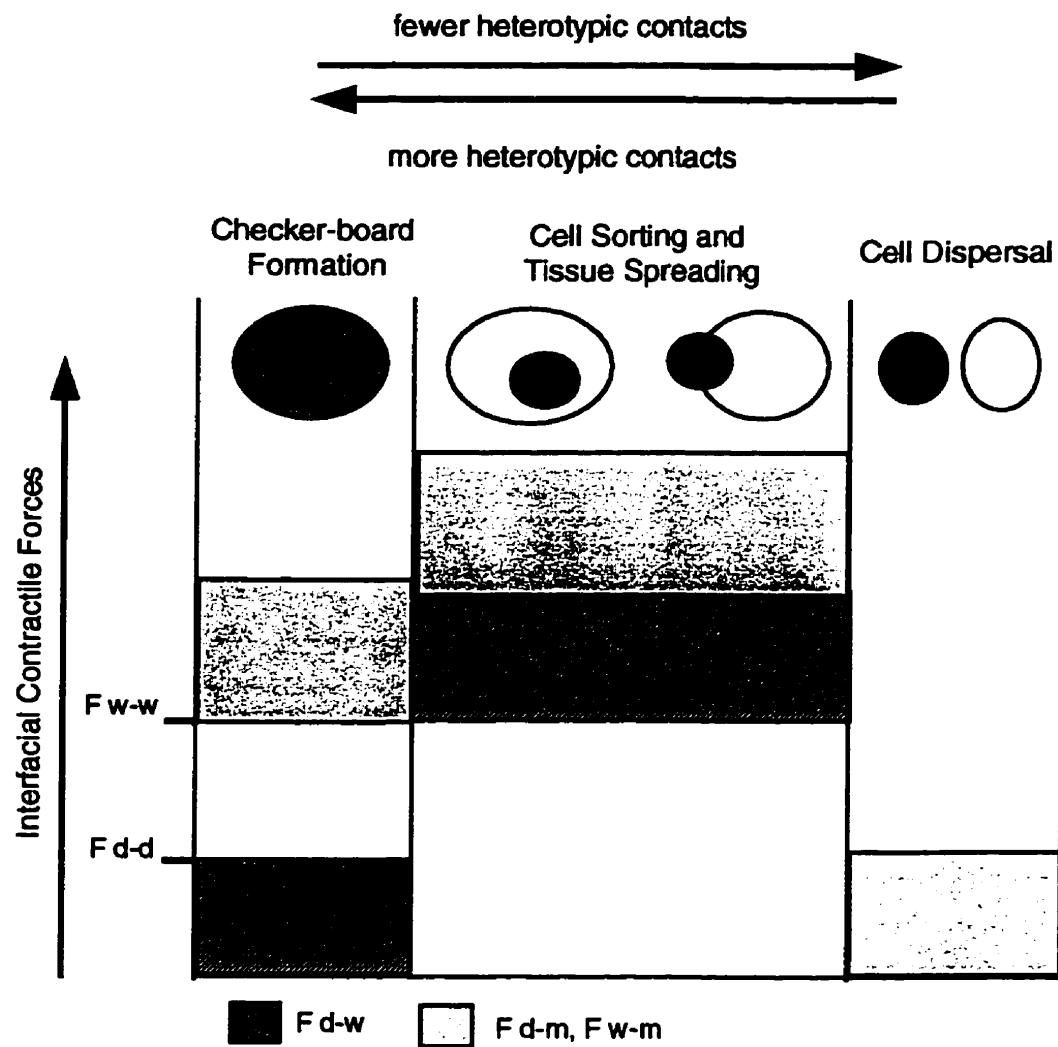 fewer heterotypic contacts
more heterotypic contacts
Checker-board
Formation
Cell Sorting and
Tissue Spreading
Cell Dispersal
Interfacial Contractile Forces
F w-w
F d-d
F d-w
F d-m, F w-m